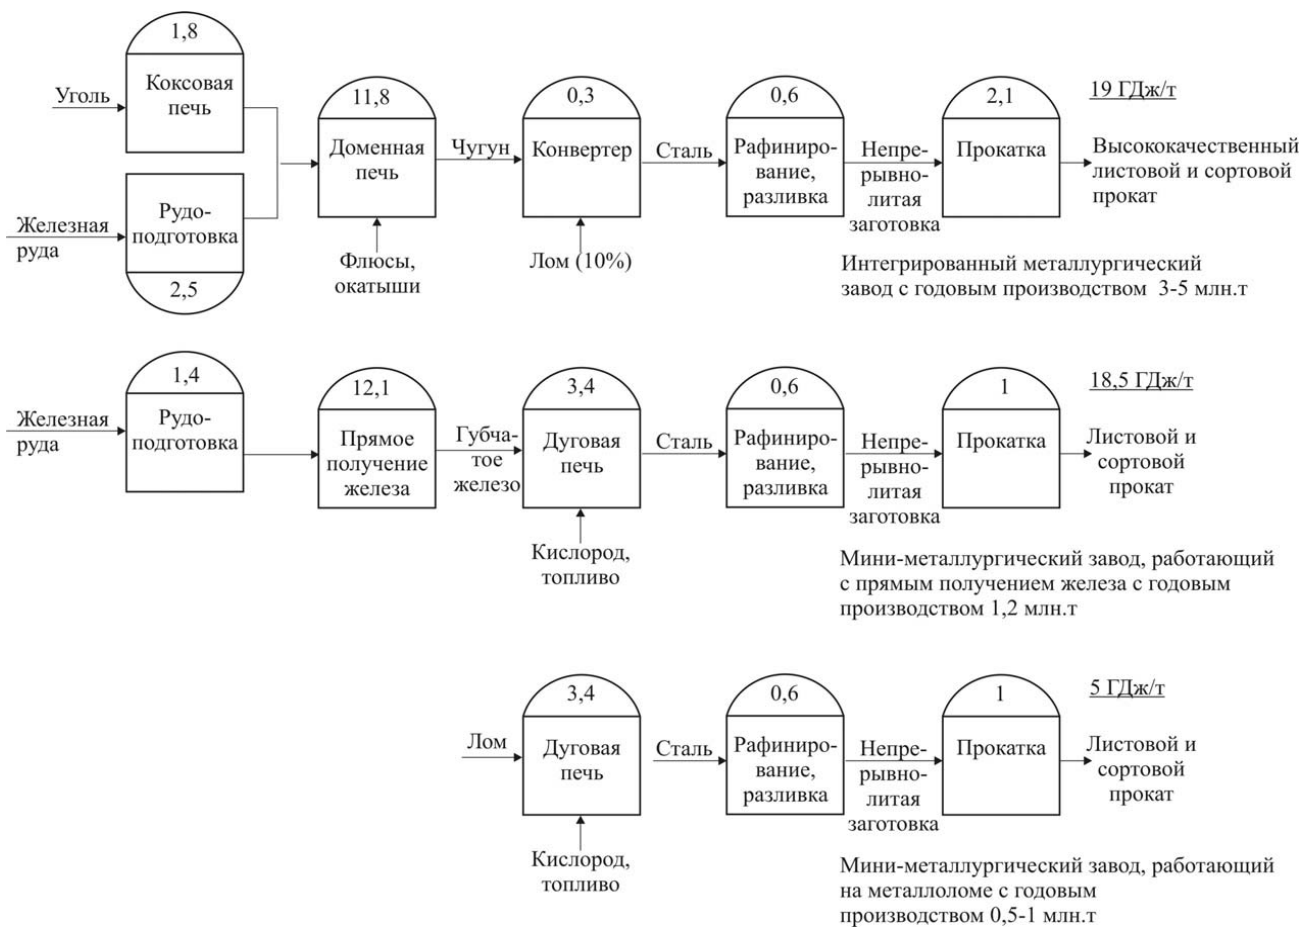 1,8
Коксовая
печь
Уголь
Железная
руда
Рудо-
подготовка
2,5
11,8
Доменная
печь
Флюсы,
окатыши
Чугун
0,3
Конвертер
Лом (10%)
Сталь
0,6
Рафиниро-
вание,
разливка
Непре-
рывно-
литая
заготовка
2,1
Прокатка
19 ГДж/т
Высококачественный
листовой и сортовой
прокат
Интегрированный металлургический
завод с годовым производством 3-5 млн.т
Железная
руда
1,4
Рудо-
подготовка
12,1
Прямое
получение
железа
Губча-
тое
железо
3,4
Дуговая
печь
Кислород,
топливо
Сталь
0,6
Рафиниро-
вание,
разливка
Непре-
рывно-
литая
заготовка
1
Прокатка
18,5 ГДж/т
Листовой и
сортовой
прокат
Мини-металлургический завод, работающий
с прямым получением железа с годовым
производством 1,2 млн.т
Лом
3,4
Дуговая
печь
Кислород,
топливо
Сталь
0,6
Рафиниро-
вание,
разливка
Непре-
рывно-
литая
заготовка
1
Прокатка
5 ГДж/т
Листовой и
сортовой
прокат
Мини-металлургический завод, работающий
на металлоломе с годовым
производством 0,5-1 млн.т